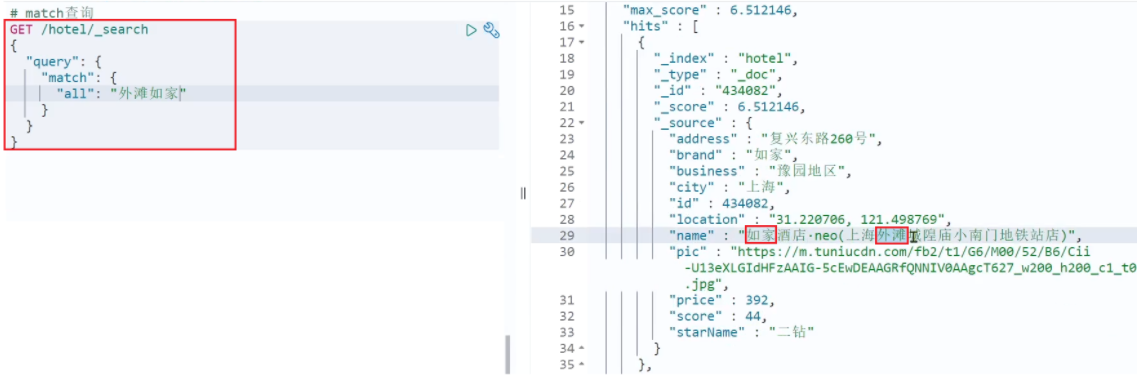 # match查询
GET /hotel/_search
{
"query": {
"match": {
"all": "外滩如家"
}
}
}
15 "max_score" : 6.512146,
16 "hits" : [
17 {
18 "_index" : "hotel",
19 "_type" : "_doc",
20 "_id" : "434082",
21 "_score" : 6.512146,
22 "_source" : {
23 "address" : "复兴东路260号",
24 "brand" : "如家",
25 "business" : "豫园地区",
26 "city" : "上海",
27 "id" : 434082,
28 "location" : "31.220706, 121.498769",
29 "name" : "如家酒店·neo(上海外滩城隍庙小南门地铁站店)",
30 "pic" : "https://m.tuniucdn.com/fb2/t1/G6/M00/52/B6/Cii
-U13eXLGIdHFzAAIG-5cEwDEAAGRfQNNIV0AAgcT627_w200_h200_c1_t0
.jpg",
31 "price" : 392,
32 "score" : 44,
33 "starName" : "二钻"
34 }
35 },